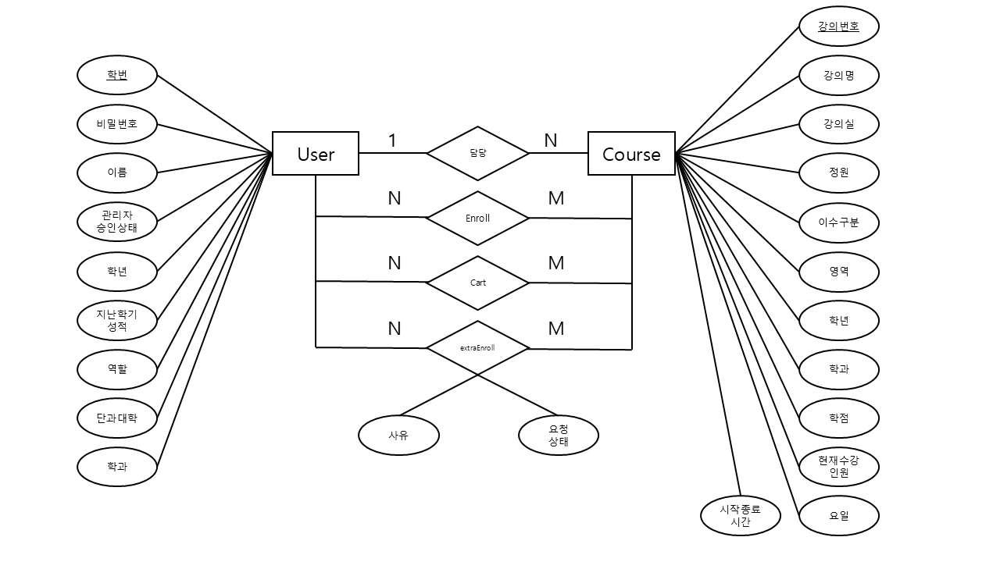 학번
비밀번호
이름
관리자
승인상태
학년
지난학기
성적
역할
단과대학
학과
User
1
담당
N
Course
N
Enroll
M
N
Cart
M
N
extraEnroll
M
사유
요청
상태
강의번호
강의명
강의실
정원
이수구분
영역
학년
학과
학점
현재수강
인원
요일
시작종료
시간